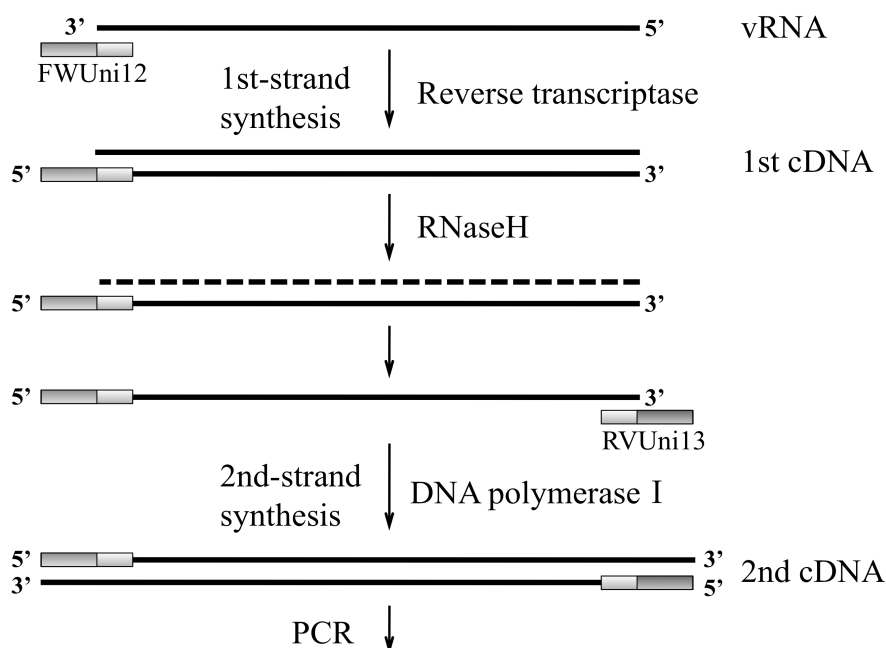 3’ 5’ vRNA
FWUni12
1st-strand
synthesis
Reverse transcriptase
5’ 3’ 1st cDNA
RNaseH
5’ 3’
5’ 3’
RVUni13
2nd-strand
synthesis
DNA polymerase Ⅰ
5’ 3’
3’ 5’ 2nd cDNA
PCR